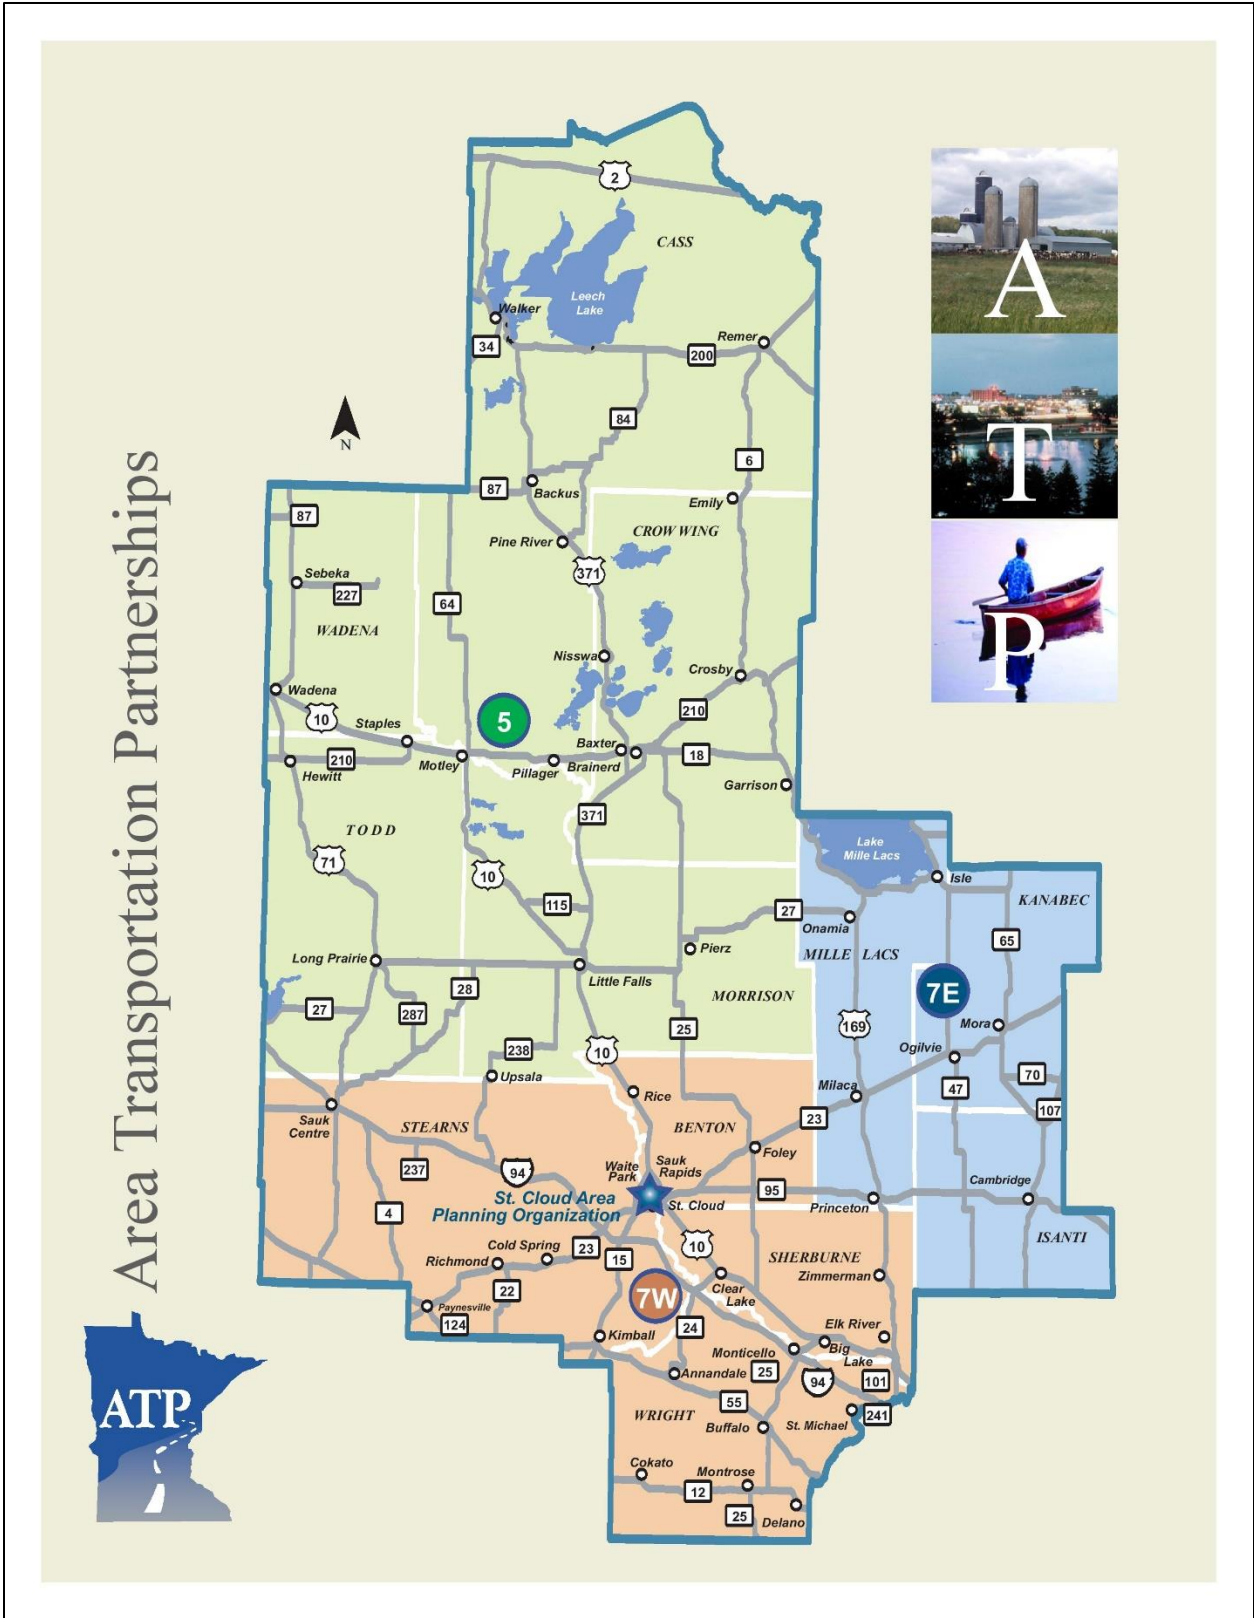 Area Transportation Partnerships
A
T
P
ATP
N
2
CASS
Leech
Lake
Walker
34
Remer
200
84
6
87
Backus
Emily
87
CROW WING
Pine River
371
Sebeka
227
64
WADENA
Nisswa
Crosby
Wadena
5
210
10
Staples
Baxter
210
Motley
Brainerd
18
Hewitt
Pillager
Garrison
371
TODD
Lake
Mille Lacs
71
10
Isle
KANABEC
115
27
Onamia
65
Pierz
MILLE LACS
Long Prairie
Little Falls
28
7E
MORRISON
27
287
169
Mora
25
238
10
Ogilvie
Upsala
70
Milaca
47
Rice
107
Sauk
Centre
STEARNS
BENTON
23
Foley
237
94
Waite
Park
Sauk
Rapids
St. Cloud Area
Planning Organization
St. Cloud
95
Princeton
Cambridge
4
ISANTI
Cold Spring
23
15
10
SHERBURNE
Richmond
Zimmerman
22
7W
Clear
Lake
Paynesville
124
24
Kimball
Elk River
Monticello
Big
Lake
25
Annandale
94
101
55
WRIGHT
Buffalo
St. Michael
241
Cokato
Montrose
12
25
Delano